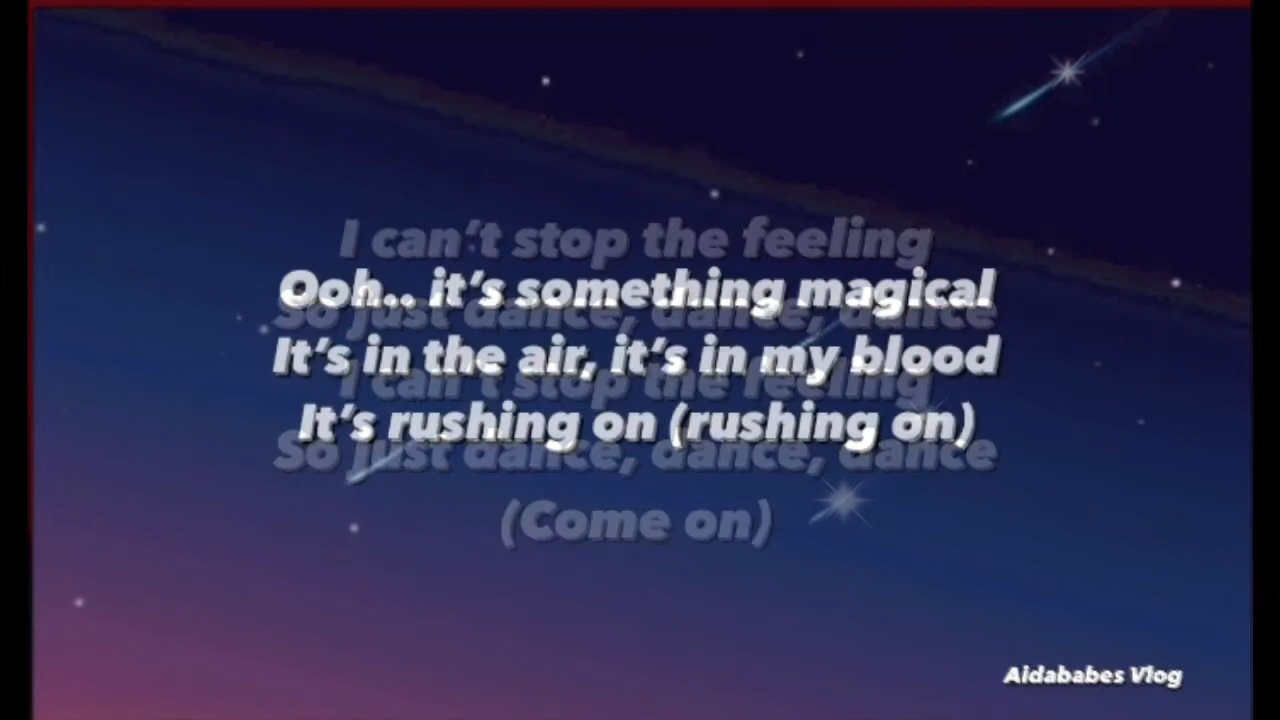 I can't stop the feeling
Ooh.. it's something magical
So just dance, dance, dance
It's in the air, it's in my blood
I can't stop the feeling
It's rushing on (rushing on)
So just dance, dance, dance
(Come on)
Aidababes Vlog